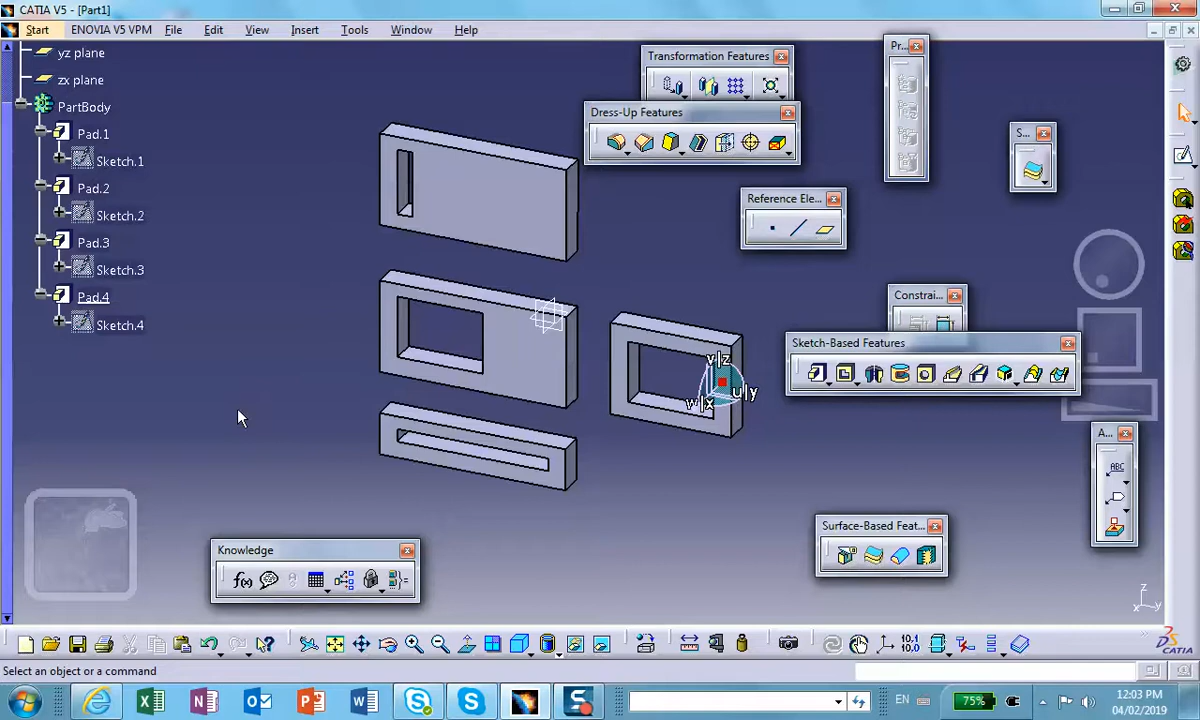 CATIA V5 - [Part1]
Start ENOVIA V5 VPM File Edit View Insert Tools Window Help
yz plane
zx plane
PartBody
Pad.1
Sketch.1
Pad.2
Sketch.2
Pad.3
Sketch.3
Pad.4
Sketch.4
Transformation Features
Dress-Up Features
Pr...
S...
Reference Ele...
Constrai...
Sketch-Based Features
v|z
u|y
w|x
A...
ABC
Surface-Based Feat...
Knowledge
f(x)
z
x y
10,1
CATIA
Select an object or a command
EN
75%
12:03 PM
04/02/2019